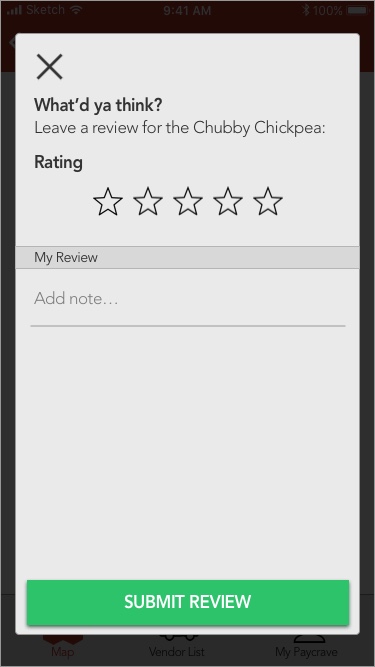 Sketch
9:41 AM
100%
What'd ya think?
Leave a review for the Chubby Chickpea:
Rating
My Review
Add note...
SUBMIT REVIEW
Map
Vendor List
My Paycrave